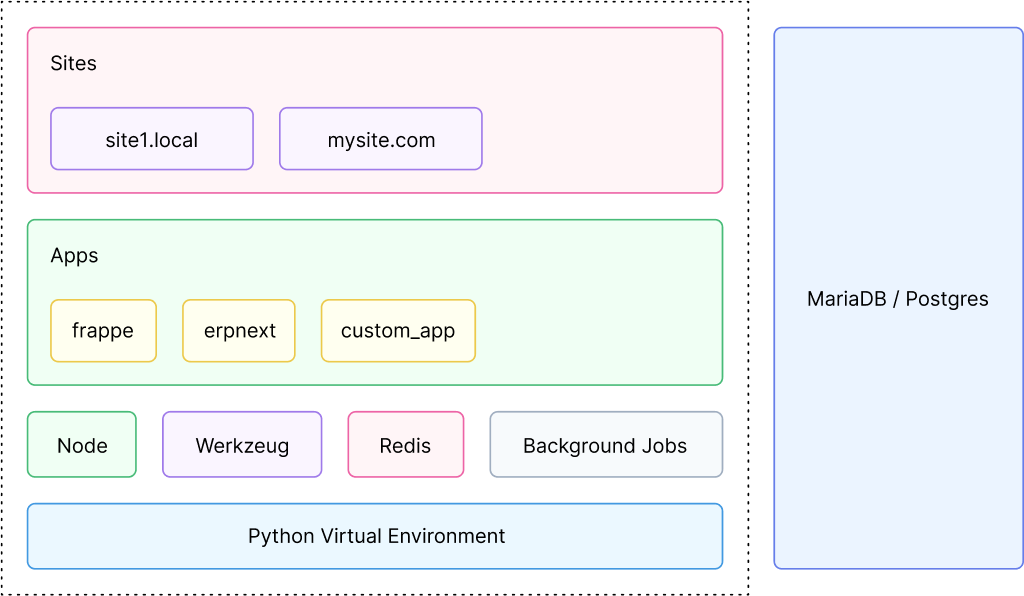 Sites
site1.local
mysite.com
Apps
frappe
erpnext
custom_app
Node
Werkzeug
Redis
Background Jobs
Python Virtual Environment
MariaDB / Postgres